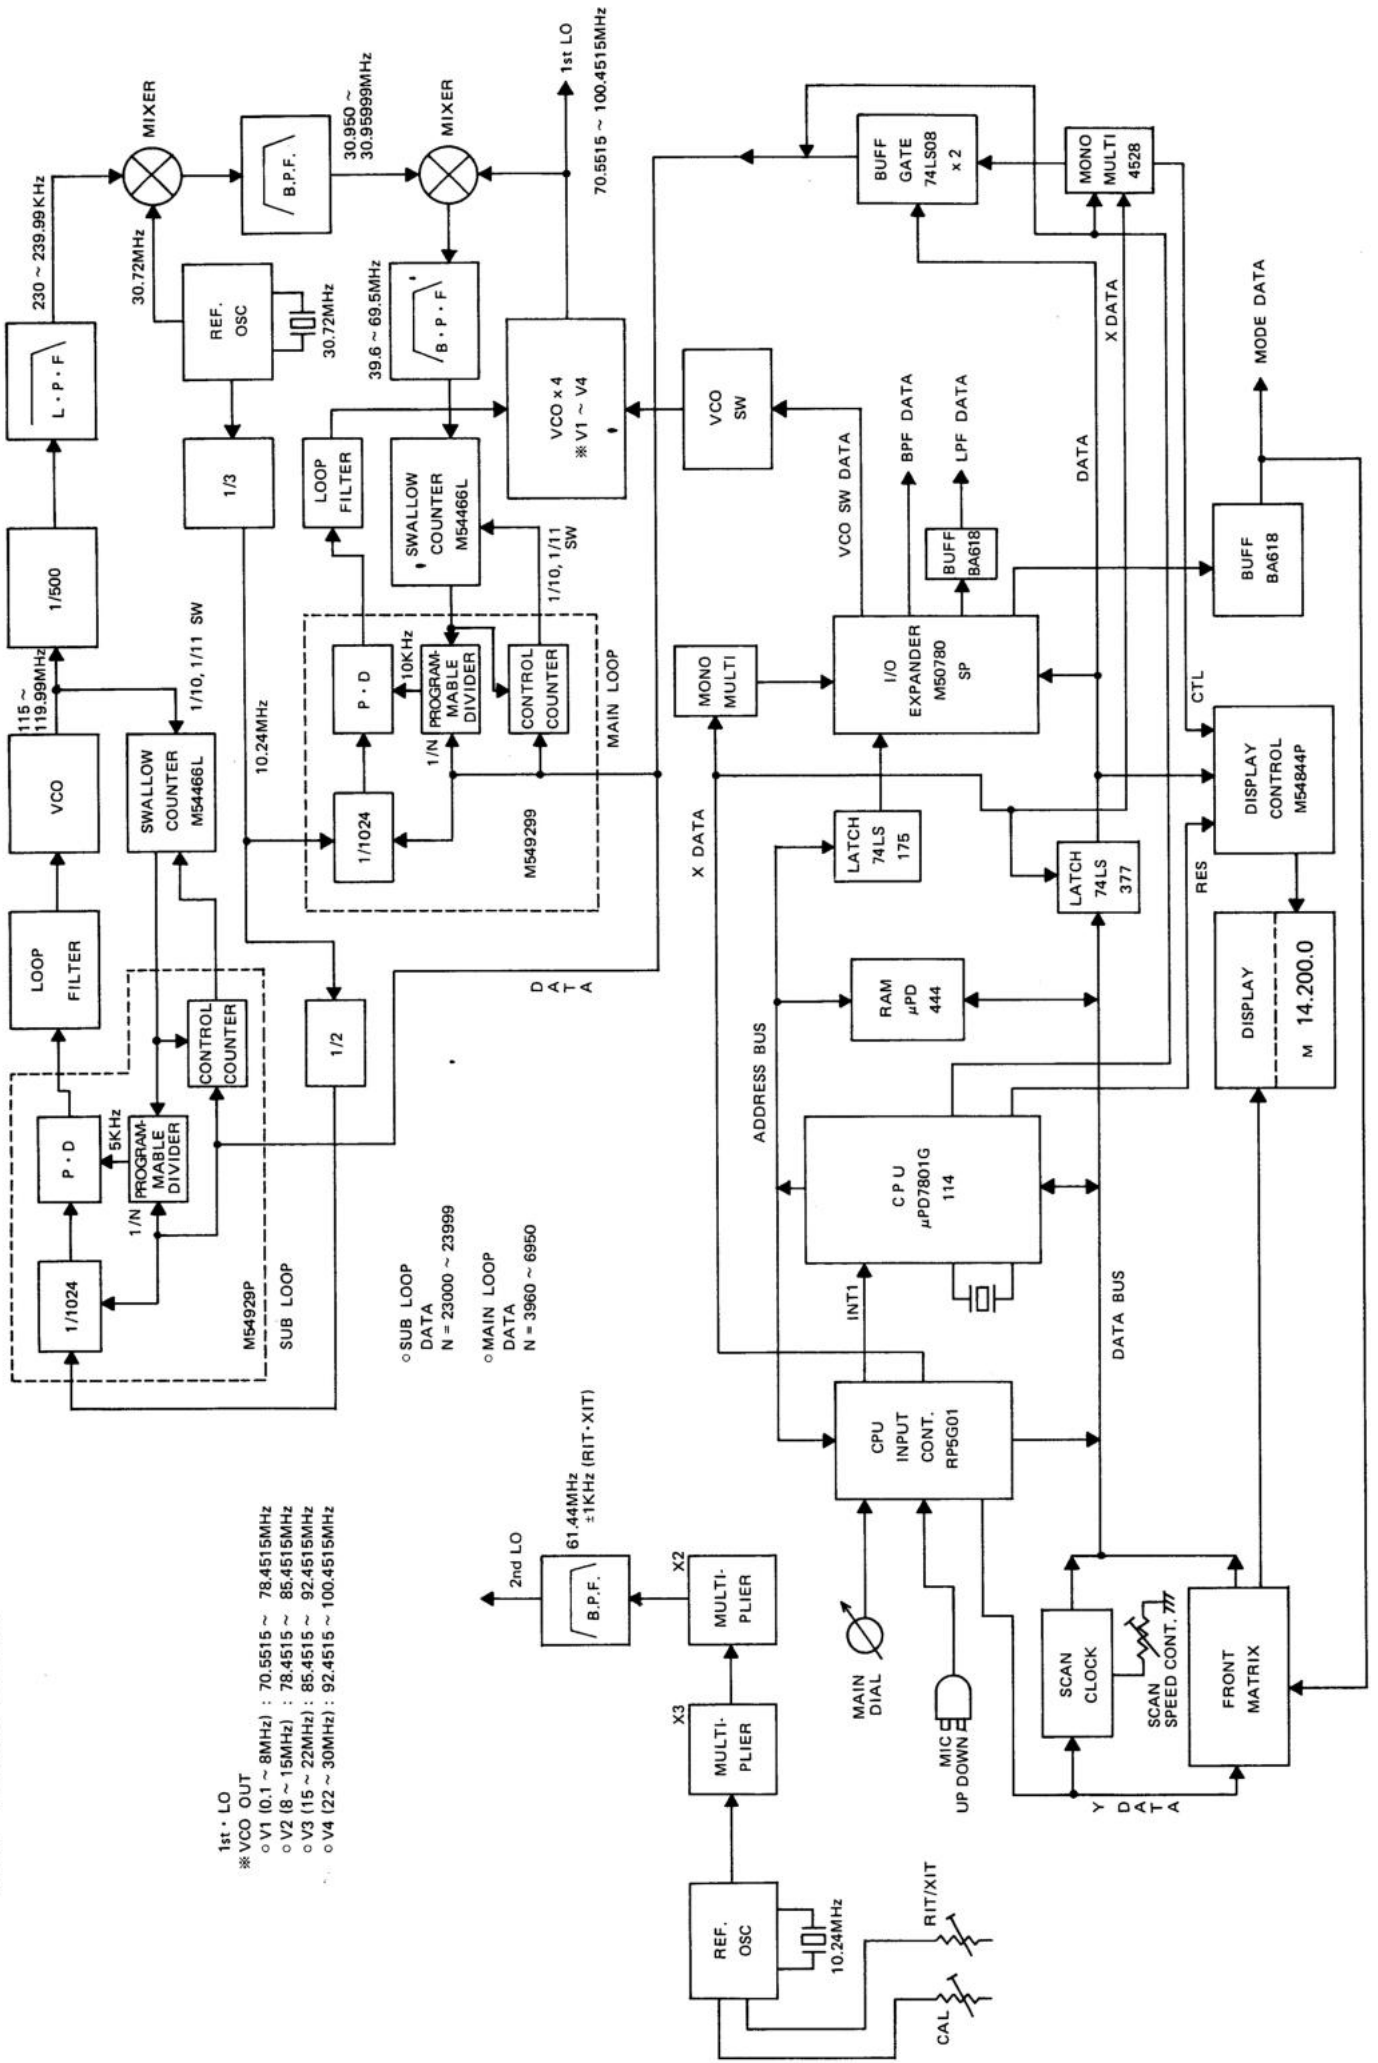 230 ~ 239.99KHz
MIXER
30.72MHz
L · P · F
REF.
OSC
30.72MHz
B.P.F.
30.950 ~
30.95999MHz
MIXER
1st LO
70.5515 ~ 100.4515MHz
1/500
1/3
39.6 ~ 69.5MHz
B · P · F
LOOP
FILTER
VCO x 4
※ V1 ~ V4
SWALLOW
COUNTER
M54466L
1/10, 1/11
SW
VCO
SW
115 ~
119.99MHz
VCO
1/10, 1/11 SW
SWALLOW
COUNTER
M54466L
10.24MHz
P · D
10KHz
PROGRAM-
MABLE
DIVIDER
1/N
CONTROL
COUNTER
1/1024
MAIN LOOP
M549299
LOOP
FILTER
P · D
5KHz
PROGRAM-
MABLE
DIVIDER
1/N
CONTROL
COUNTER
1/1024
M54929P
SUB LOOP
1/2
DATA
○ SUB LOOP
DATA
N = 23000 ~ 23999
○ MAIN LOOP
DATA
N = 3960 ~ 6950
1st · LO
※ VCO OUT
○ V1 (0.1 ~ 8MHz) : 70.5515 ~ 78.4515MHz
○ V2 (8 ~ 15MHz) : 78.4515 ~ 85.4515MHz
○ V3 (15 ~ 22MHz) : 85.4515 ~ 92.4515MHz
○ V4 (22 ~ 30MHz) : 92.4515 ~ 100.4515MHz
2nd LO
61.44MHz
±1KHz (RIT·XIT)
B.P.F.
X2
MULTI-
PLIER
X3
MULTI-
PLIER
REF.
OSC
10.24MHz
RIT/XIT
CAL
BUFF
GATE
74LS08
x 2
MONO
MULTI
4528
X DATA
DATA
VCO SW DATA
BPF DATA
LPF DATA
BUFF
BA618
MODE DATA
BUFF
BA618
I/O
EXPANDER
M50780
SP
MONO
MULTI
X DATA
LATCH
74LS
175
LATCH
74LS
377
CTL
RES
DISPLAY
CONTROL
M54844P
DISPLAY
M 14.200.0
ADDRESS BUS
RAM
μPD
444
CPU
μPD7801G
114
INT1
DATA BUS
CPU
INPUT
CONT.
RP5G01
MAIN
DIAL
MIC
UP DOWN
SCAN
CLOCK
SCAN
SPEED CONT.
FRONT
MATRIX
Y DATA